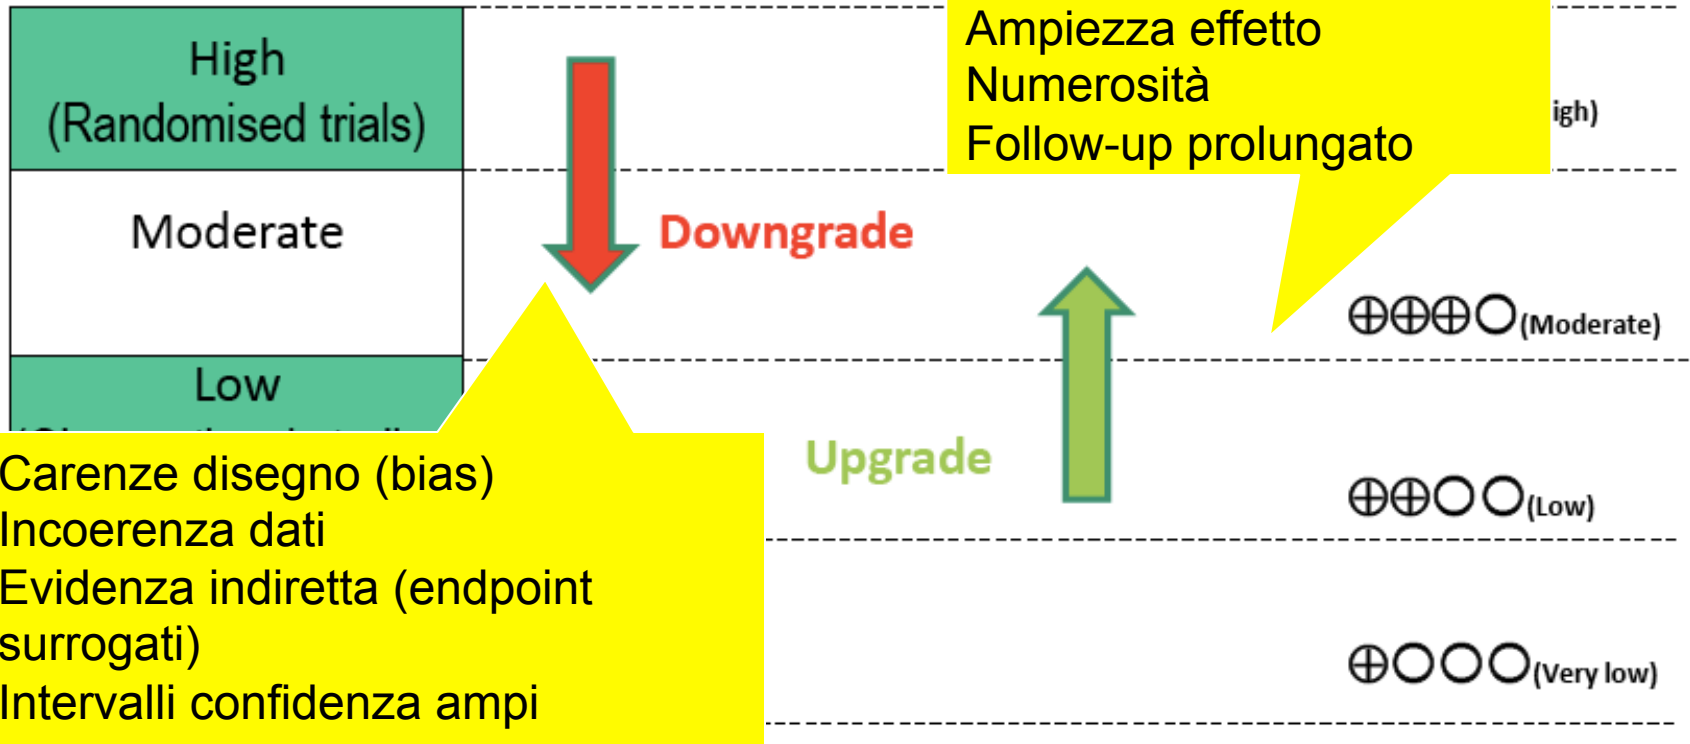 High
(Randomised trials)
Ampiezza effetto
Numerosità
Follow-up prolungato
igh)
Moderate
Downgrade
⊕⊕⊕◯(Moderate)
Low
Upgrade
⊕⊕◯◯(Low)
Carenze disegno (bias)
Incoerenza dati
Evidenza indiretta (endpoint
surrogati)
Intervalli confidenza ampi
⊕◯◯◯(Very low)